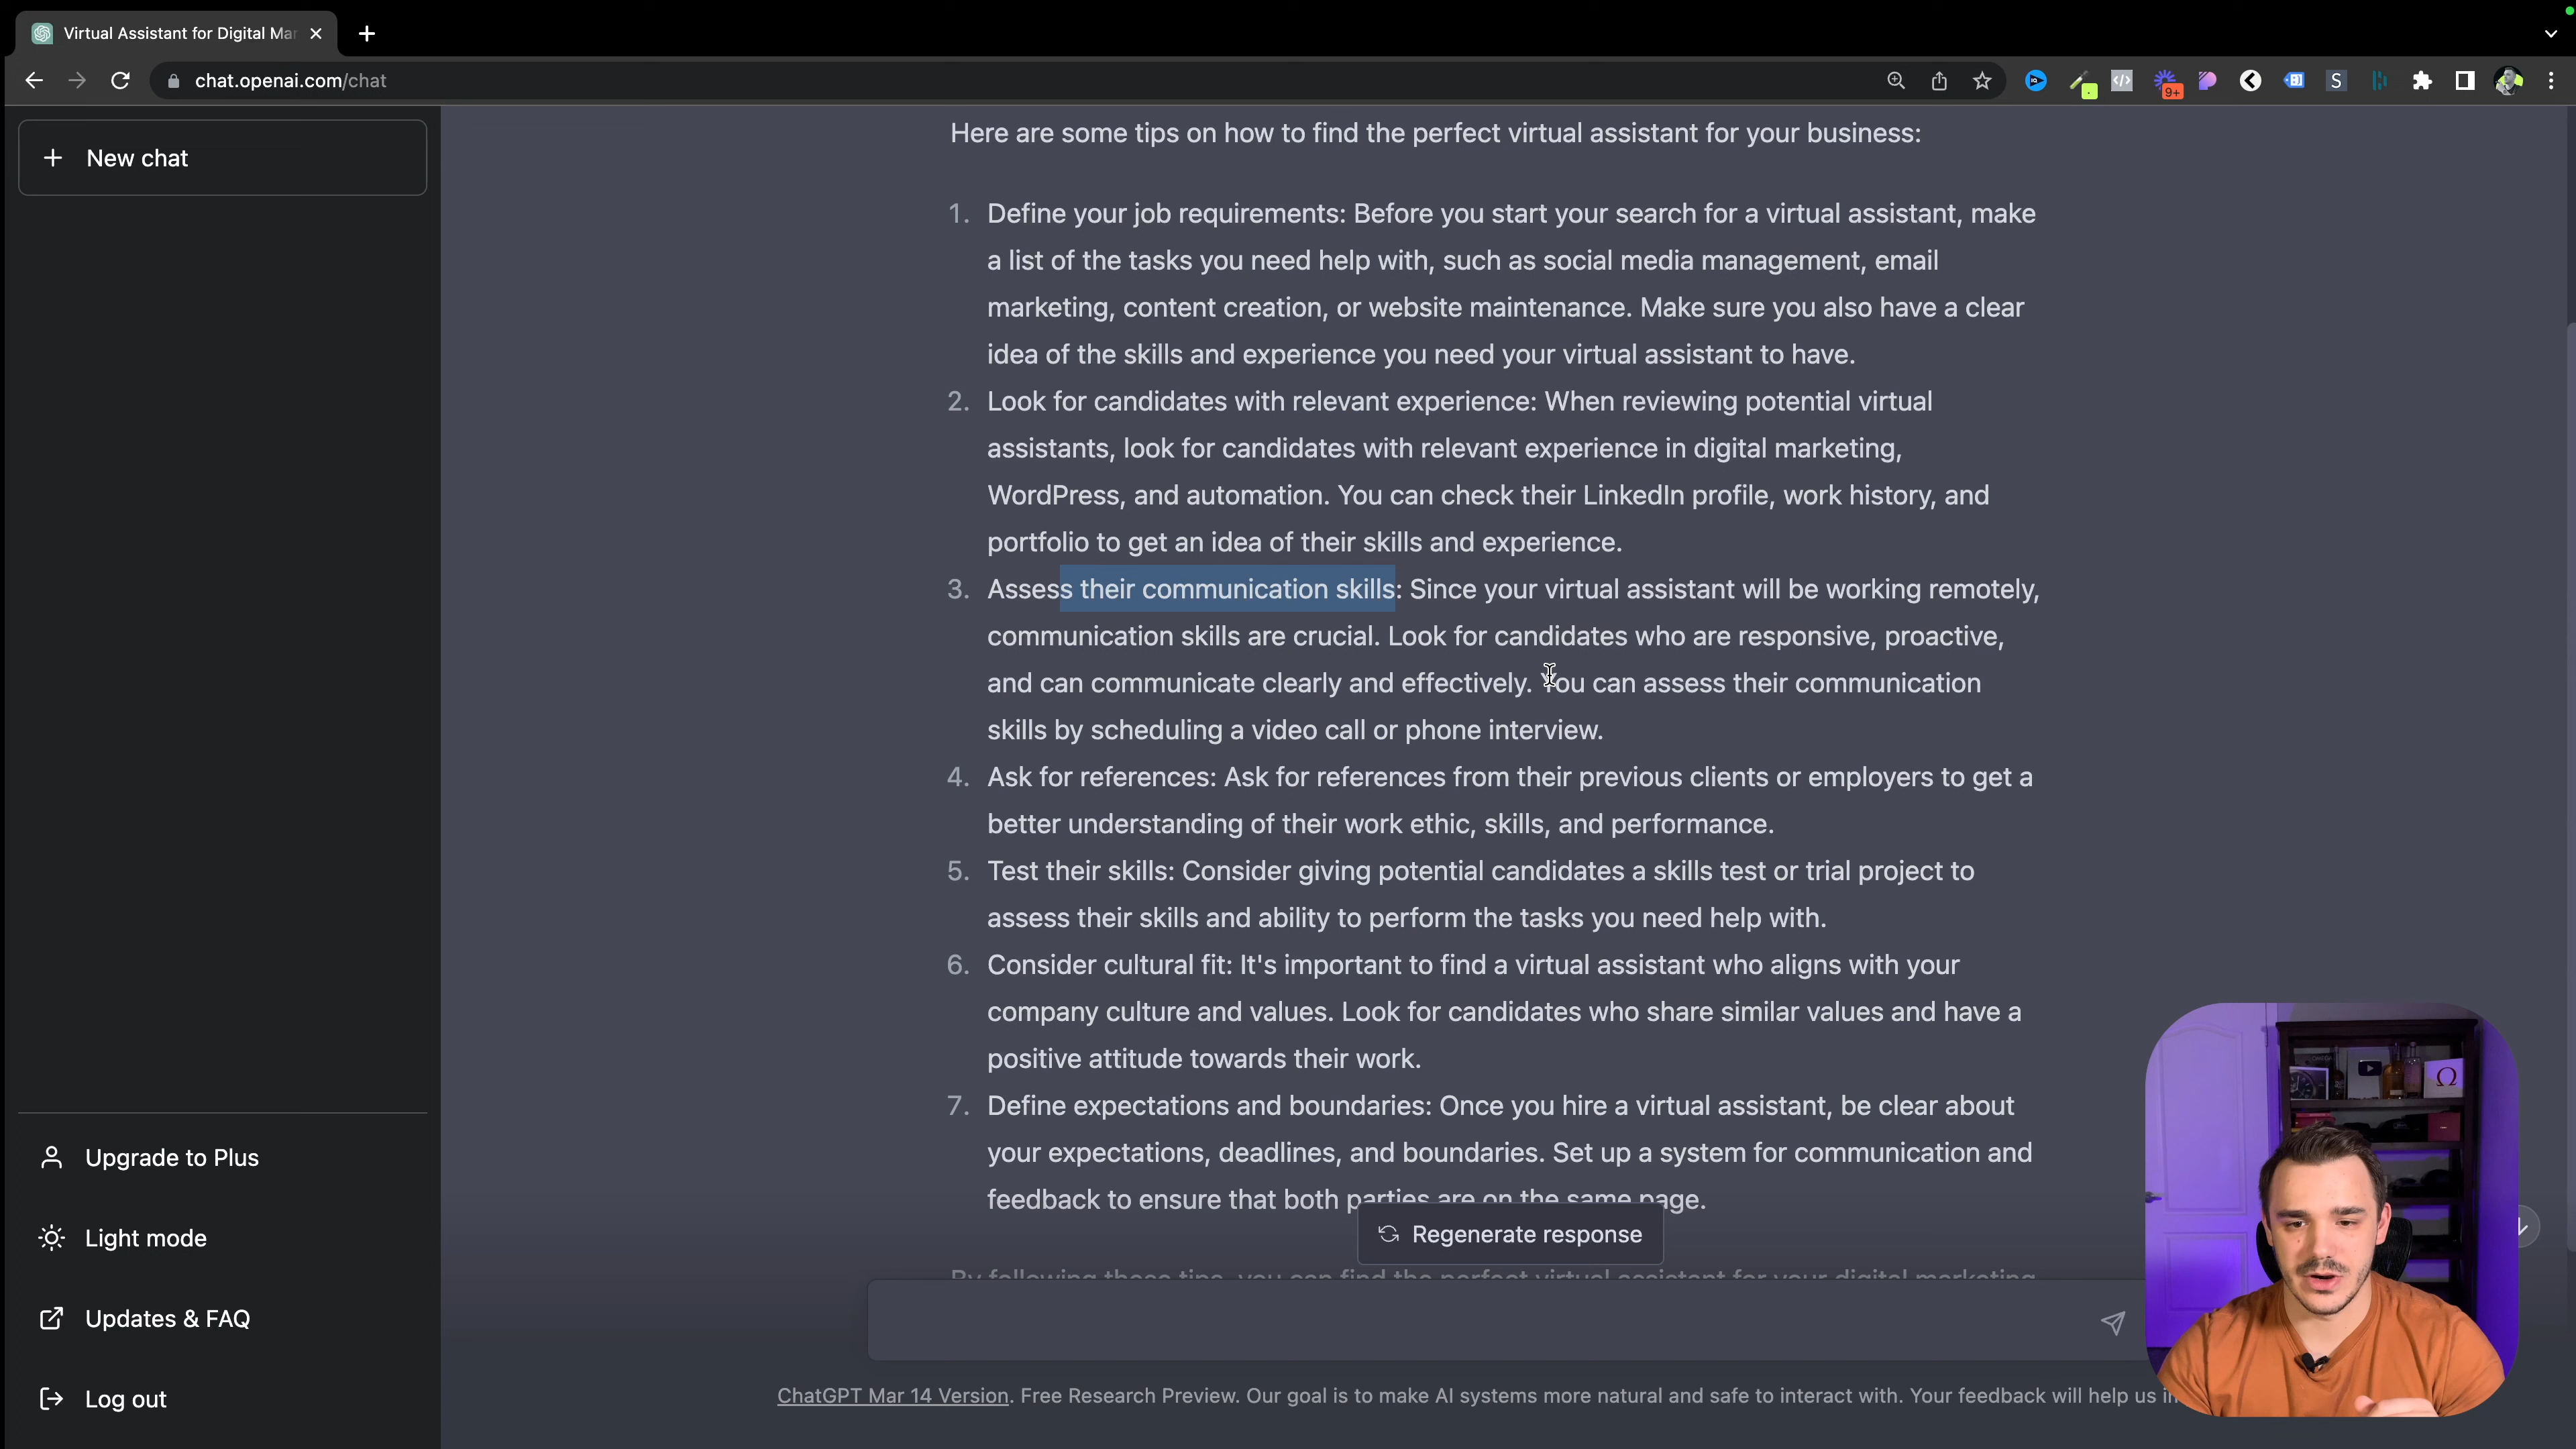 Virtual Assistant for Digital Mar
chat.openai.com/chat
9+
S
New chat
Here are some tips on how to find the perfect virtual assistant for your business:
1. Define your job requirements: Before you start your search for a virtual assistant, make
a list of the tasks you need help with, such as social media management, email
marketing, content creation, or website maintenance. Make sure you also have a clear
idea of the skills and experience you need your virtual assistant to have.
2. Look for candidates with relevant experience: When reviewing potential virtual
assistants, look for candidates with relevant experience in digital marketing,
WordPress, and automation. You can check their LinkedIn profile, work history, and
portfolio to get an idea of their skills and experience.
3. Assess their communication skills: Since your virtual assistant will be working remotely,
communication skills are crucial. Look for candidates who are responsive, proactive,
and can communicate clearly and effectively. You can assess their communication
skills by scheduling a video call or phone interview.
4. Ask for references: Ask for references from their previous clients or employers to get a
better understanding of their work ethic, skills, and performance.
5. Test their skills: Consider giving potential candidates a skills test or trial project to
assess their skills and ability to perform the tasks you need help with.
6. Consider cultural fit: It's important to find a virtual assistant who aligns with your
company culture and values. Look for candidates who share similar values and have a
positive attitude towards their work.
7. Define expectations and boundaries: Once you hire a virtual assistant, be clear about
your expectations, deadlines, and boundaries. Set up a system for communication and
feedback to ensure that both parties are on the same page.
Regenerate response
By following these tips, you can find the perfect virtual assistant for your digital marketing
Upgrade to Plus
Light mode
Updates & FAQ
Log out
ChatGPT Mar 14 Version. Free Research Preview. Our goal is to make AI systems more natural and safe to interact with. Your feedback will help us